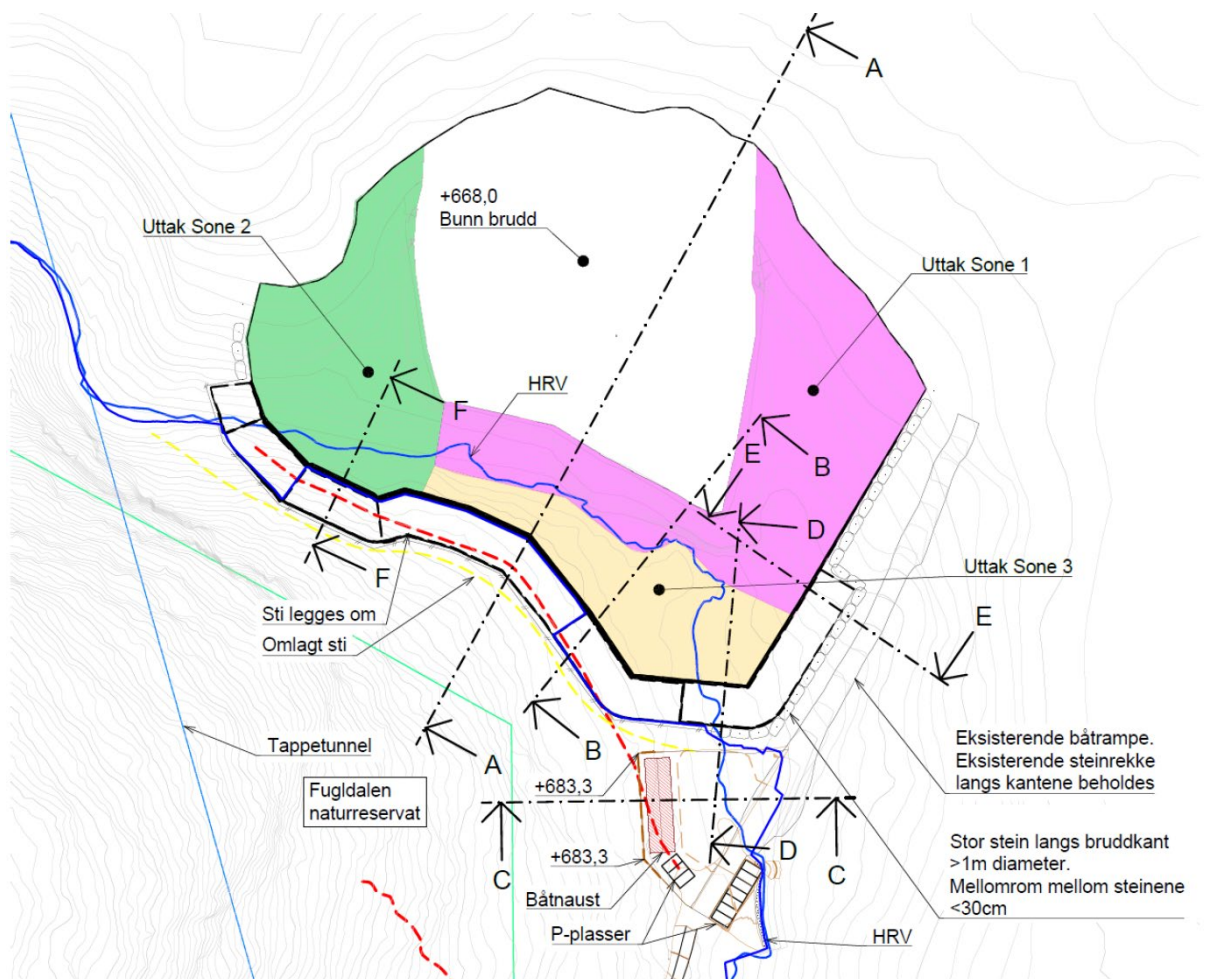 A
+668,0
Bunn brudd
Uttak Sone 2
Uttak Sone 1
HRV
F
E
B
D
F
Uttak Sone 3
Sti legges om
Omlagt sti
E
B
A
Tappetunnel
Eksisterende båtrampe.
Eksisterende steinrekke
langs kantene beholdes
+683,3
Fugldalen
naturreservat
Stor stein langs bruddkant
>1m diameter.
Mellomrom mellom steinene
<30cm
+683,3
D
C
C
Båtnaust
P-plasser
HRV